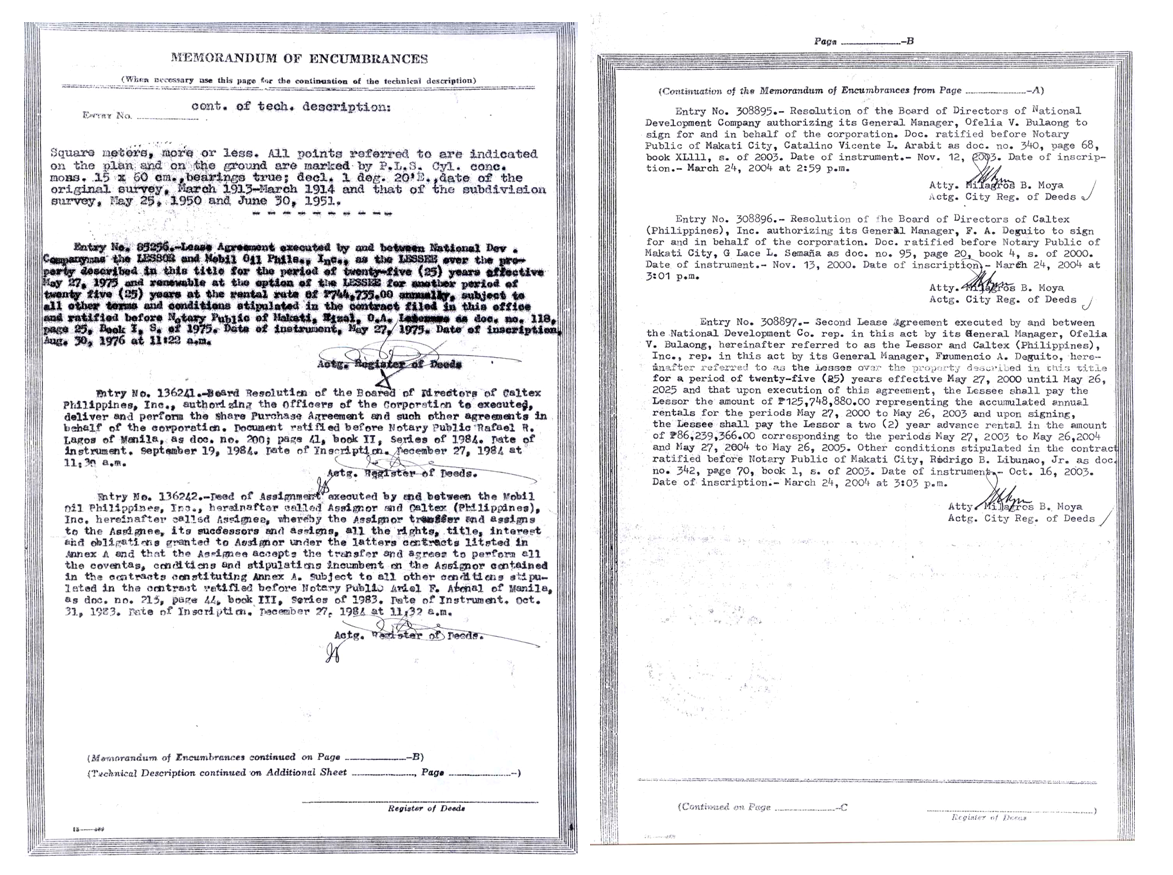 MEMORANDUM OF ENCUMBRANCES
(When necessary use this page for the continuation of the technical description)
cont. of tech. description:
ENTRY NO.
Square meters, more or less. All points referred to are indicated
on the plan and on the ground are marked by P.L.S. Cyl. conc.
mons. 15 x 60 cm., bearings true; decl. 1 deg. 20'E., date of the
original survey, March 1913-March 1914 and that of the subdivision
survey, May 25, 1950 and June 30, 1951.
Entry No. 85256.-Lease Agreement executed by and between National Dev.
Companyas the LESSOR and Mobil Oil Phils., Inc., as the LESSEE over the pro-
perty described in this title for the period of twenty-five (25) years effective
May 27, 1975 and renewable at the option of the LESSEE for another period of
twenty five (25) years at the rental rate of ₱744,735.00 annually, subject to
all other terms and conditions stipulated in the contract filed in this office
and ratified before Notary Public of Makati, Rizal, C.A. as doc. no. 118,
page 25, Book I, S. of 1975. Date of instrument, May 27, 1975. Date of inscription,
Aug. 30, 1976 at 11:22 a.m.
Actg. Register of Deeds
Entry No. 136241.-Board Resolution of the Boared of Directors of Caltex
Philippines, Inc., authorizing the Officers of the Corporation to executed,
deliver and perform the Share Purchase Agreement and such other agreements in
behalf of the corporation. Document ratified before Notary Public Rafael R.
Lagos of Manila, as doc. no. 200; page 41, book II, Series of 1984. Date of
instrument. September 19, 1984. Date of Inscription. December 27, 1984 at
11:30 a.m.
Actg. Register of Deeds.
Entry No. 136242.-Deed of Assignment executed by and between the Mobil
Oil Philippines, Inc., hereinafter called Assignor and Caltex (Philippines),
Inc. hereinafter called Assignee, whereby the Assignor transfer and assigns
to the Assignee, its successors and assigns, all the rights, title, interest
and obligations granted to Assignor under the latters contracts listed in
Annex A and that the Assignee accepts the transfer and agrees to perform all
the coventas, conditions and stipulations incumbent on the Assignor contained
in the contracts constituting Annex A. Subject to all other conditions stipu-
lated in the contract ratified before Notary Public Ariel F. of Manila,
as doc. no. 213, page 44, book III, Series of 1983. Date of Instrument. Oct.
31, 1983. Date of Inscription. December 27, 1984 at 11:32 a.m.
Actg. Register of Deeds.
(Memorandum of Encumbrances continued on Page -B)
(Technical Description continued on Additional Sheet , Page -)
Register of Deeds
Page -B
(Continuation of the Memorandum of Encumbrances from Page -A)
Entry No. 308895.- Resolution of the Board of Directors of National
Development Company authorizing its General Manager, Ofelia V. Bulaong to
sign for and in behalf of the corporation. Doc. ratified before Notary
Public of Makati City, Catalino Vicente L. Arabit as doc. no. 340, page 68,
book XLIII, s. of 2003. Date of instrument.- Nov. 12, 2003. Date of inscrip-
tion.- March 24, 2004 at 2:59 p.m.
Atty. Milagros B. Moya
Actg. City Reg. of Deeds
Entry No. 308896.- Resolution of the Board of Directors of Caltex
(Philippines), Inc. authorizing its General Manager, F. A. Deguito to sign
for and in behalf of the corporation. Doc. ratified before Notary Public of
Makati City, G Lace L. Semaña as doc. no. 95, page 20, book 4, s. of 2000.
Date of instrument.- Nov. 13, 2000. Date of inscription.- March 24, 2004 at
3:01 p.m.
Atty. Milagros B. Moya
Actg. City Reg. of Deeds
Entry No. 308897.- Second Lease Agreement executed by and between
the National Development Co. rep. in this act by its General Manager, Ofelia
V. Bulaong, hereinafter referred to as the Lessor and Caltex (Philippines),
Inc., rep. in this act by its General Manager, Frumencio A. Deguito, here-
inafter referred to as the Lessee over the property described in this title
for a period of twenty-five (25) years effective May 27, 2000 until May 26,
2025 and that upon execution of this agreement, the Lessee shall pay the
Lessor the amount of ₱125,748,880.00 representing the accumulated annual
rentals for the periods May 27, 2000 to May 26, 2003 and upon signing,
the Lessee shall pay the Lessor a two (2) year advance rental in the amount
of ₱86,239,366.00 corresponding to the periods May 27, 2003 to May 26,2004
and May 27, 2004 to May 26, 2005. Other conditions stipulated in the contract
ratified before Notary Public of Makati City, Rodrigo B. Libunao, Jr. as doc.
no. 342, page 70, book 1, s. of 2003. Date of instrument.- Oct. 16, 2003.
Date of inscription.- March 24, 2004 at 3:03 p.m.
Atty. Milagros B. Moya
Actg. City Reg. of Deeds
(Continued on Page -C
)
Register of Deeds